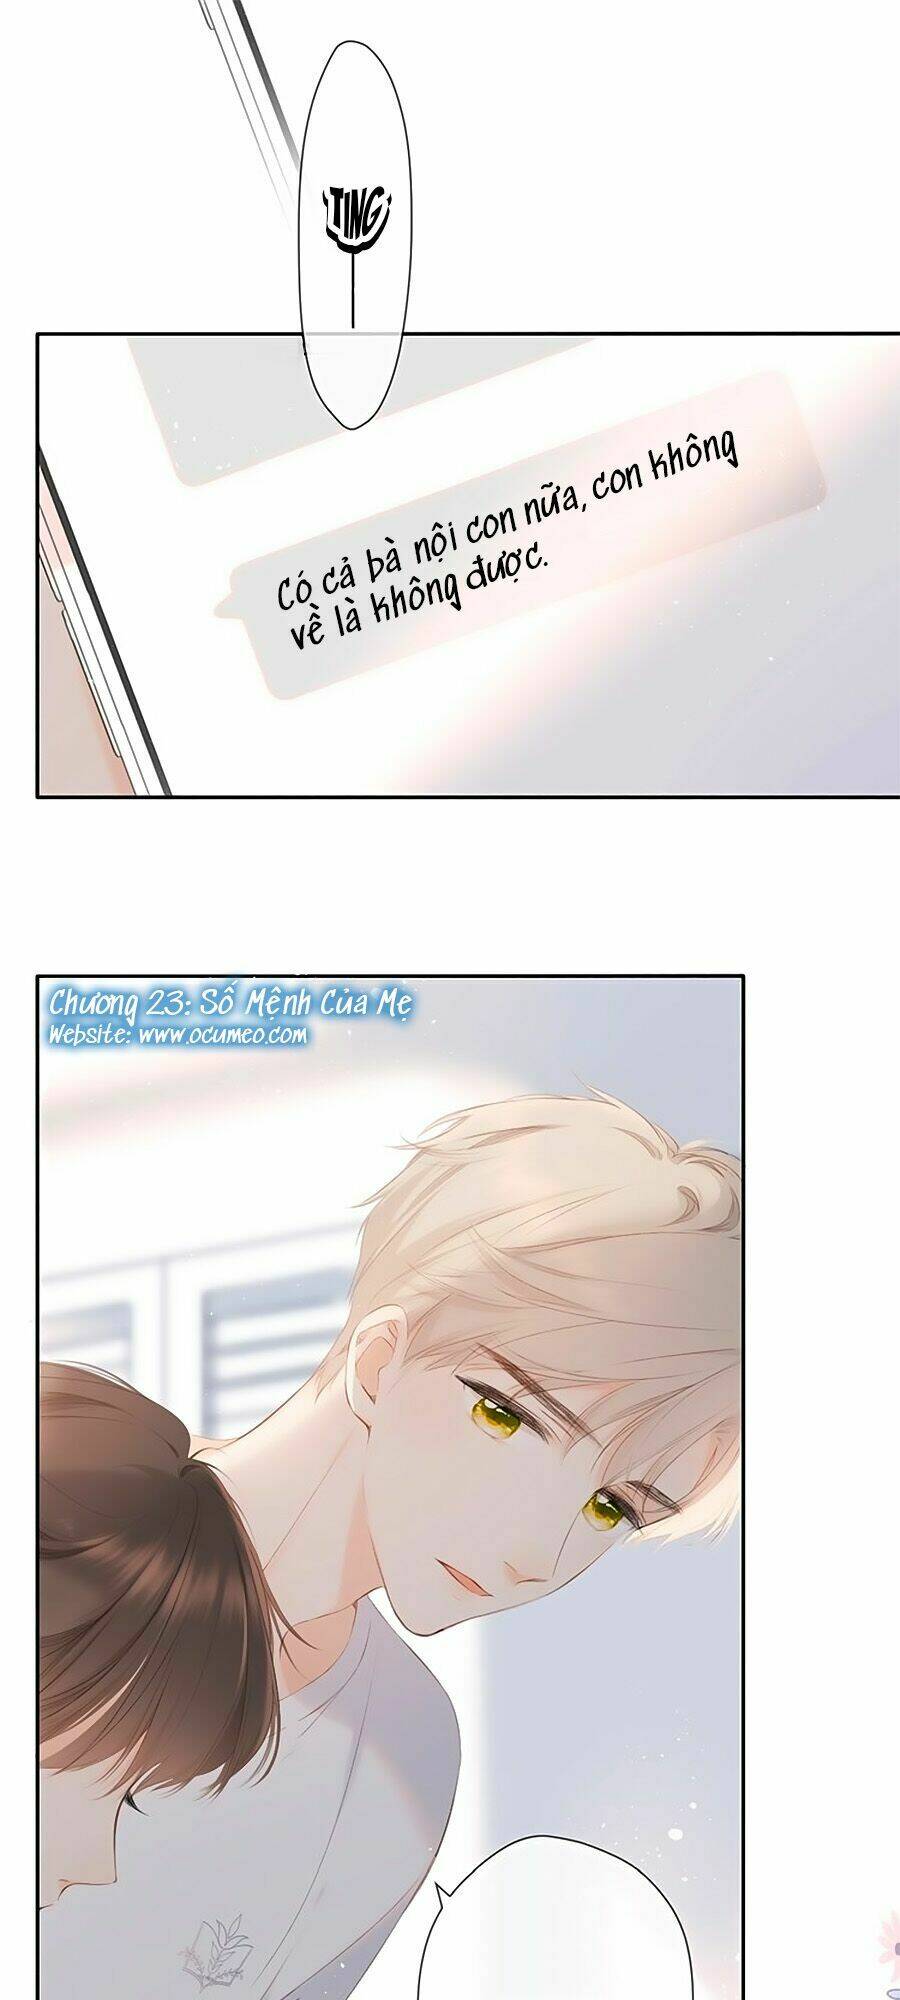 TING
Có cả bà nội con nữa, con không
về là không được.
Chương 23: Số Mệnh Của Mẹ
Website: www.ocumeo.com